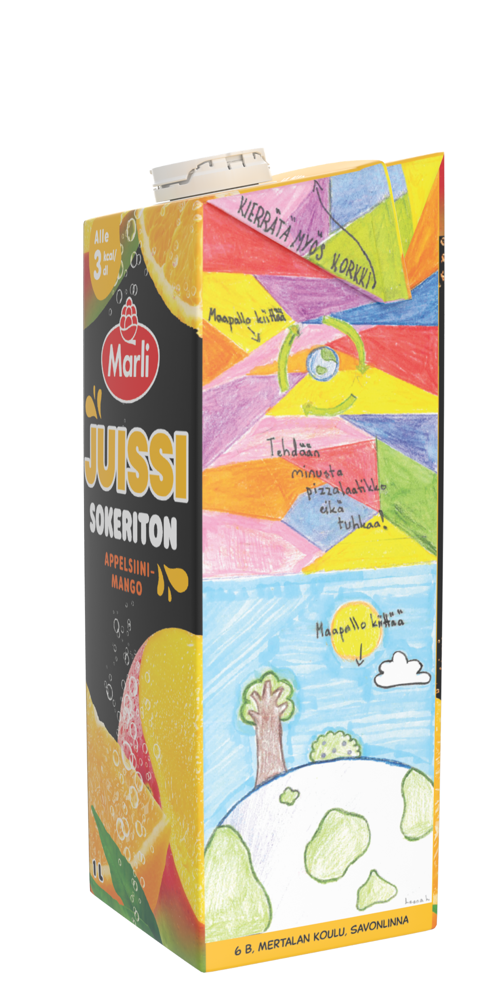 Alle
3 kcal/
dl
Marli
JUISSI
SOKERITON
APPELSIINI-
MANGO
1 L
KIERRÄTÄ MYÖS KORKKI
Maapallo kiittää
Tehdään
minusta
pizzalaatikko
eikä
tuhkaa!
Maapallo kiittää
Leena L
6 B, MERTALAN KOULU, SAVONLINNA